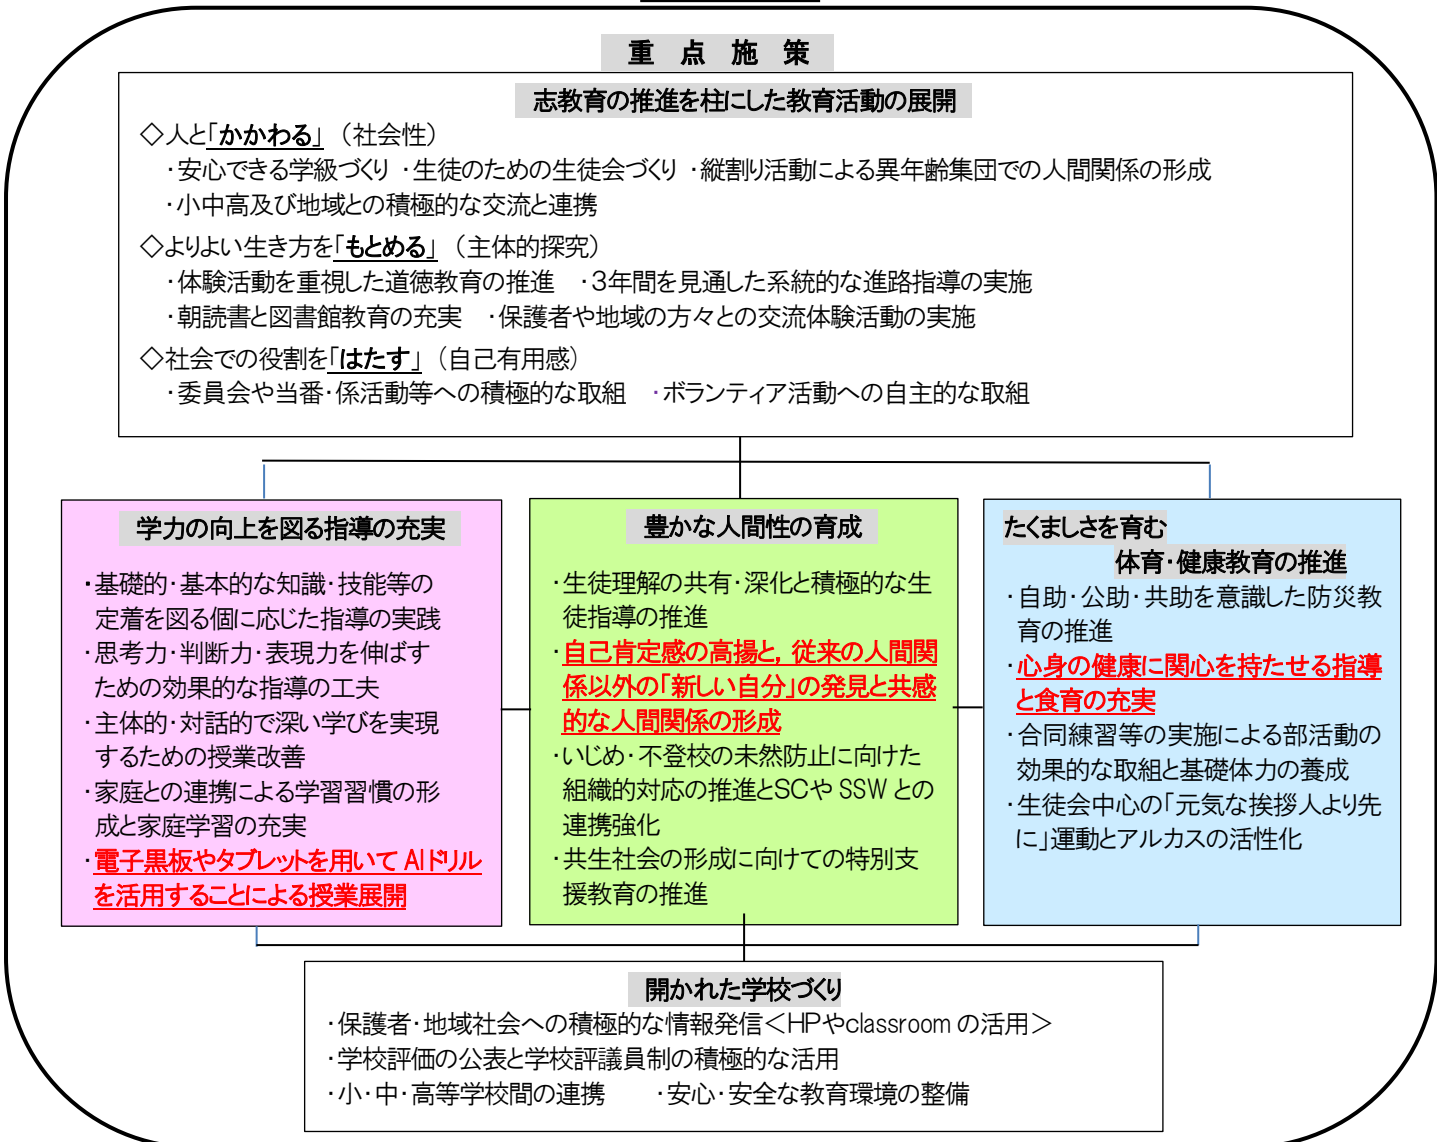 重点施策
志教育の推進を柱にした教育活動の展開
◇人と「かかわる」（社会性）
・安心できる学級づくり ・生徒のための生徒会づくり ・縦割り活動による異年齢集団での人間関係の形成
・小中高及び地域との積極的な交流と連携
◇よりよい生き方を「もとめる」（主体的探究）
・体験活動を重視した道徳教育の推進　・3年間を見通した系統的な進路指導の実施
・朝読書と図書館教育の充実　・保護者や地域の方々との交流体験活動の実施
◇社会での役割を「はたす」（自己有用感）
・委員会や当番・係活動等への積極的な取組　・ボランティア活動への自主的な取組
学力の向上を図る指導の充実
・基礎的・基本的な知識・技能等の
定着を図る個に応じた指導の実践
・思考力・判断力・表現力を伸ばす
ための効果的な指導の工夫
・主体的・対話的で深い学びを実現
するための授業改善
・家庭との連携による学習習慣の形
成と家庭学習の充実
・電子黒板やタブレットを用いてAIドリル
を活用することによる授業展開
豊かな人間性の育成
・生徒理解の共有・深化と積極的な生
徒指導の推進
・自己肯定感の高揚と，従来の人間関
係以外の「新しい自分」の発見と共感
的な人間関係の形成
・いじめ・不登校の未然防止に向けた
組織的対応の推進とSCやSSWとの
連携強化
・共生社会の形成に向けての特別支
援教育の推進
たくましさを育む
体育・健康教育の推進
・自助・公助・共助を意識した防災教
育の推進
・心身の健康に関心を持たせる指導
と食育の充実
・合同練習等の実施による部活動の
効果的な取組と基礎体力の養成
・生徒会中心の「元気な挨拶人より先
に」運動とアルカスの活性化
開かれた学校づくり
・保護者・地域社会への積極的な情報発信＜HPやclassroomの活用＞
・学校評価の公表と学校評議員制の積極的な活用
・小・中・高等学校間の連携　・安心・安全な教育環境の整備